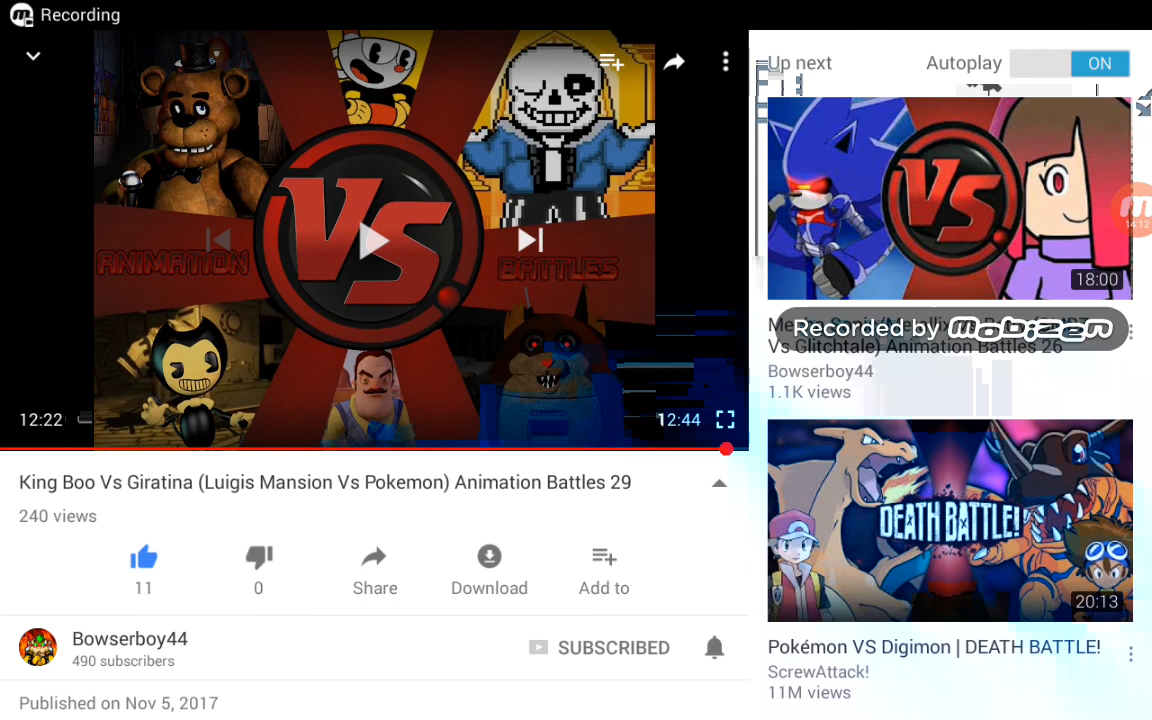 Recording
Up next
Autoplay
ON
VS
ANIMATION
BATTLES
12:22
12:44
VS
18:00
14:12
Recorded by mobizen
Vs Glitchtale) Animation Battles 26
Bowserboy44
1.1K views
King Boo Vs Giratina (Luigis Mansion Vs Pokemon) Animation Battles 29
240 views
11
0
Share
Download
Add to
Bowserboy44
490 subscribers
SUBSCRIBED
Published on Nov 5, 2017
DEATH BATTLE!
20:13
Pokémon VS Digimon | DEATH BATTLE!
ScrewAttack!
11M views